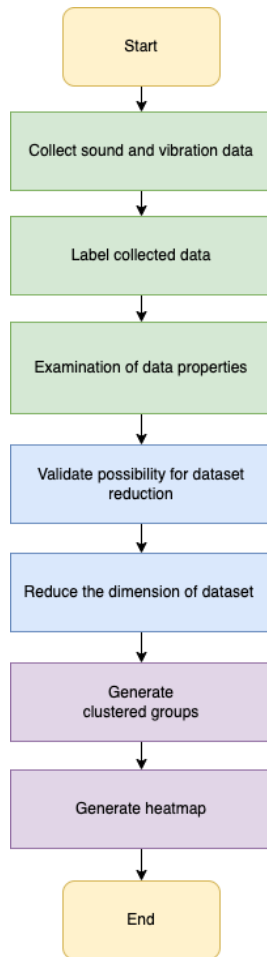 Start
Collect sound and vibration data
Label collected data
Examination of data properties
Validate possibility for dataset
reduction
Reduce the dimension of dataset
Generate
clustered groups
Generate heatmap
End